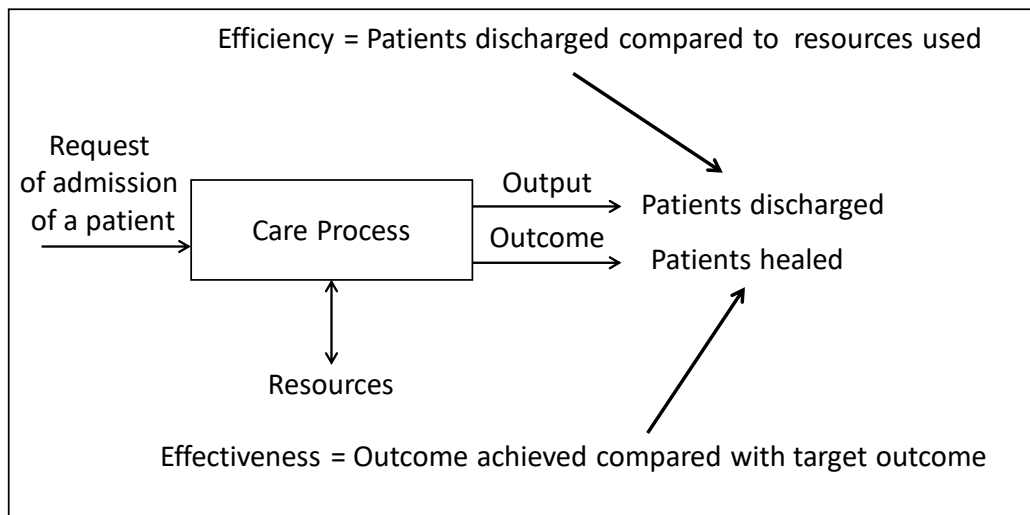 Efficiency = Patients discharged compared to resources used
Request
of admission
of a patient
Care Process
Output
Patients discharged
Outcome
Patients healed
Resources
Effectiveness = Outcome achieved compared with target outcome